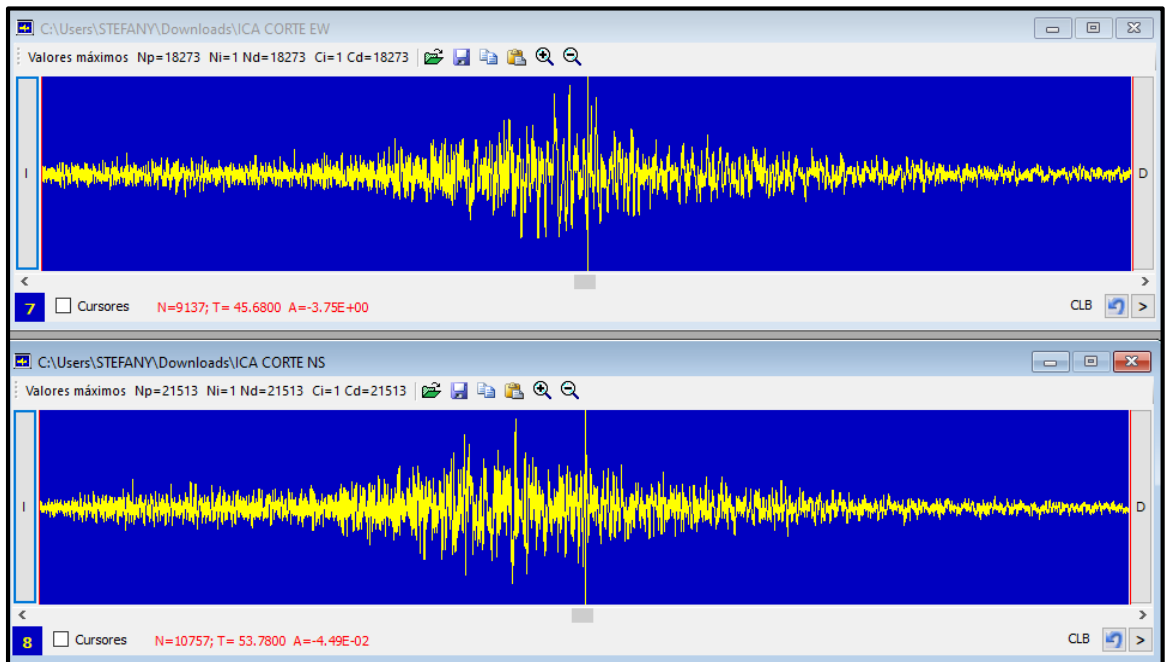 C:\Users\STEFANY\Downloads\ICA CORTE EW
Valores máximos Np=18273 Ni=1 Nd=18273 Ci=1 Cd=18273
I
D
7 Cursores N=9137; T= 45.6800 A=-3.75E+00 CLB >
C:\Users\STEFANY\Downloads\ICA CORTE NS
Valores máximos Np=21513 Ni=1 Nd=21513 Ci=1 Cd=21513
I
D
8 Cursores N=10757; T= 53.7800 A=-4.49E-02 CLB >